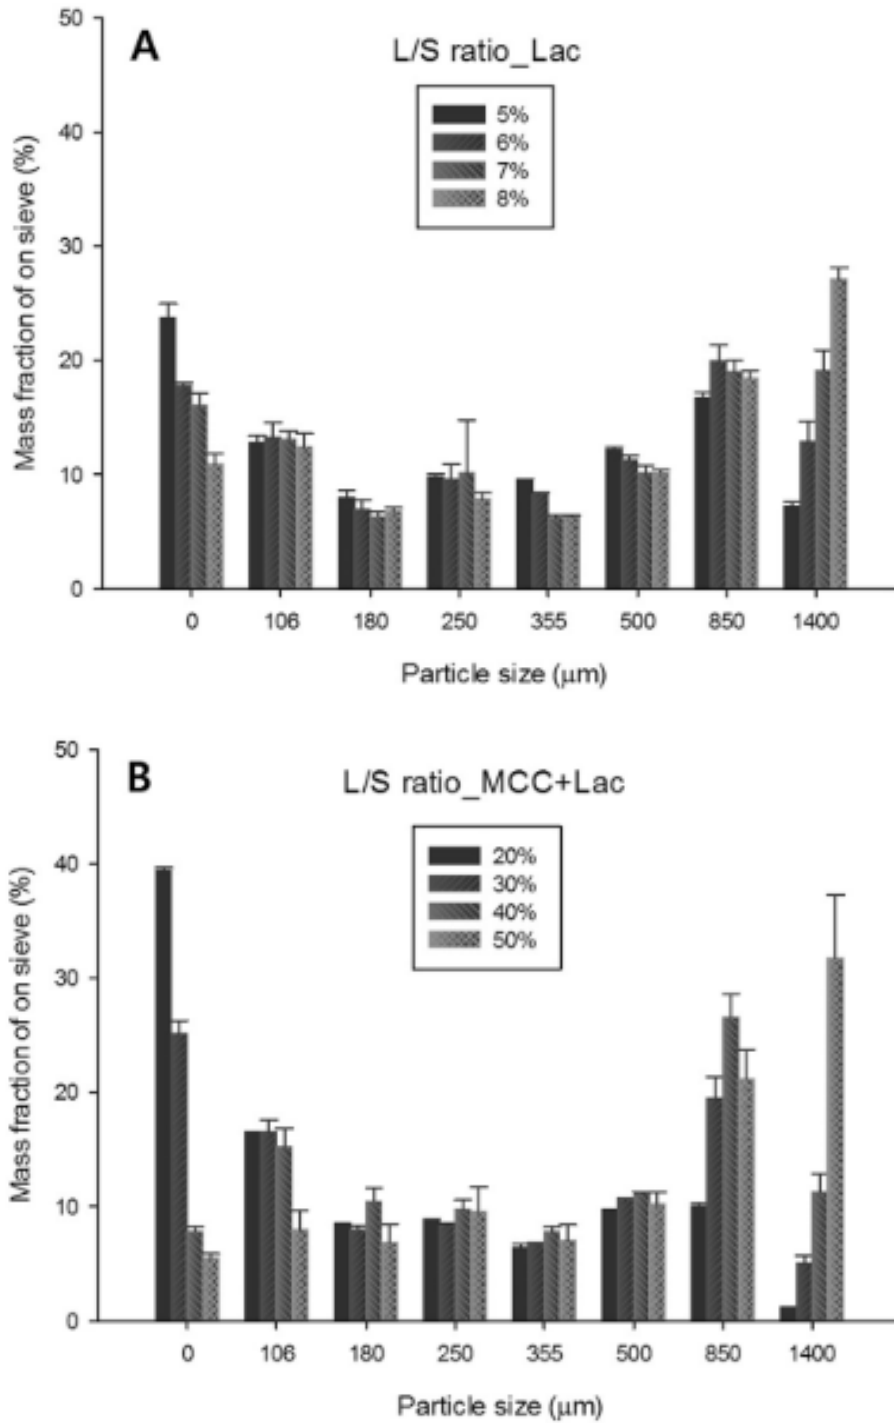 A
L/S ratio_Lac
5%
6%
7%
8%
Mass fraction of on sieve (%)
50
40
30
20
10
0
0 106 180 250 355 500 850 1400
Particle size (μm)
B
L/S ratio_MCC+Lac
20%
30%
40%
50%
Mass fraction of on sieve (%)
50
40
30
20
10
0
0 106 180 250 355 500 850 1400
Particle size (μm)